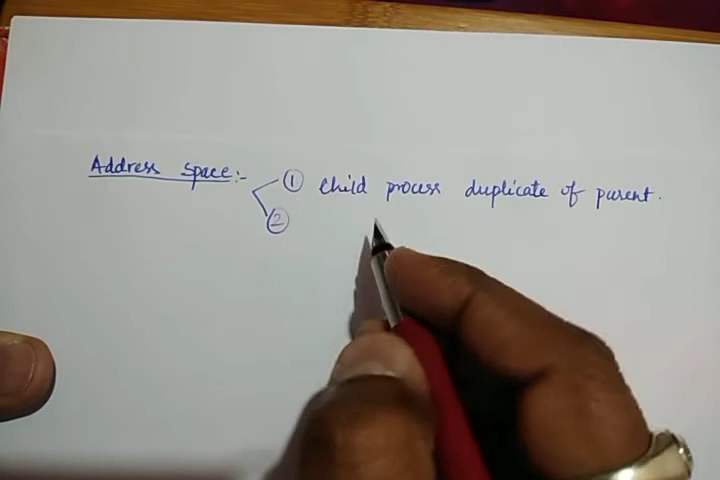 Address space:- ① Child process duplicate of parent.
②